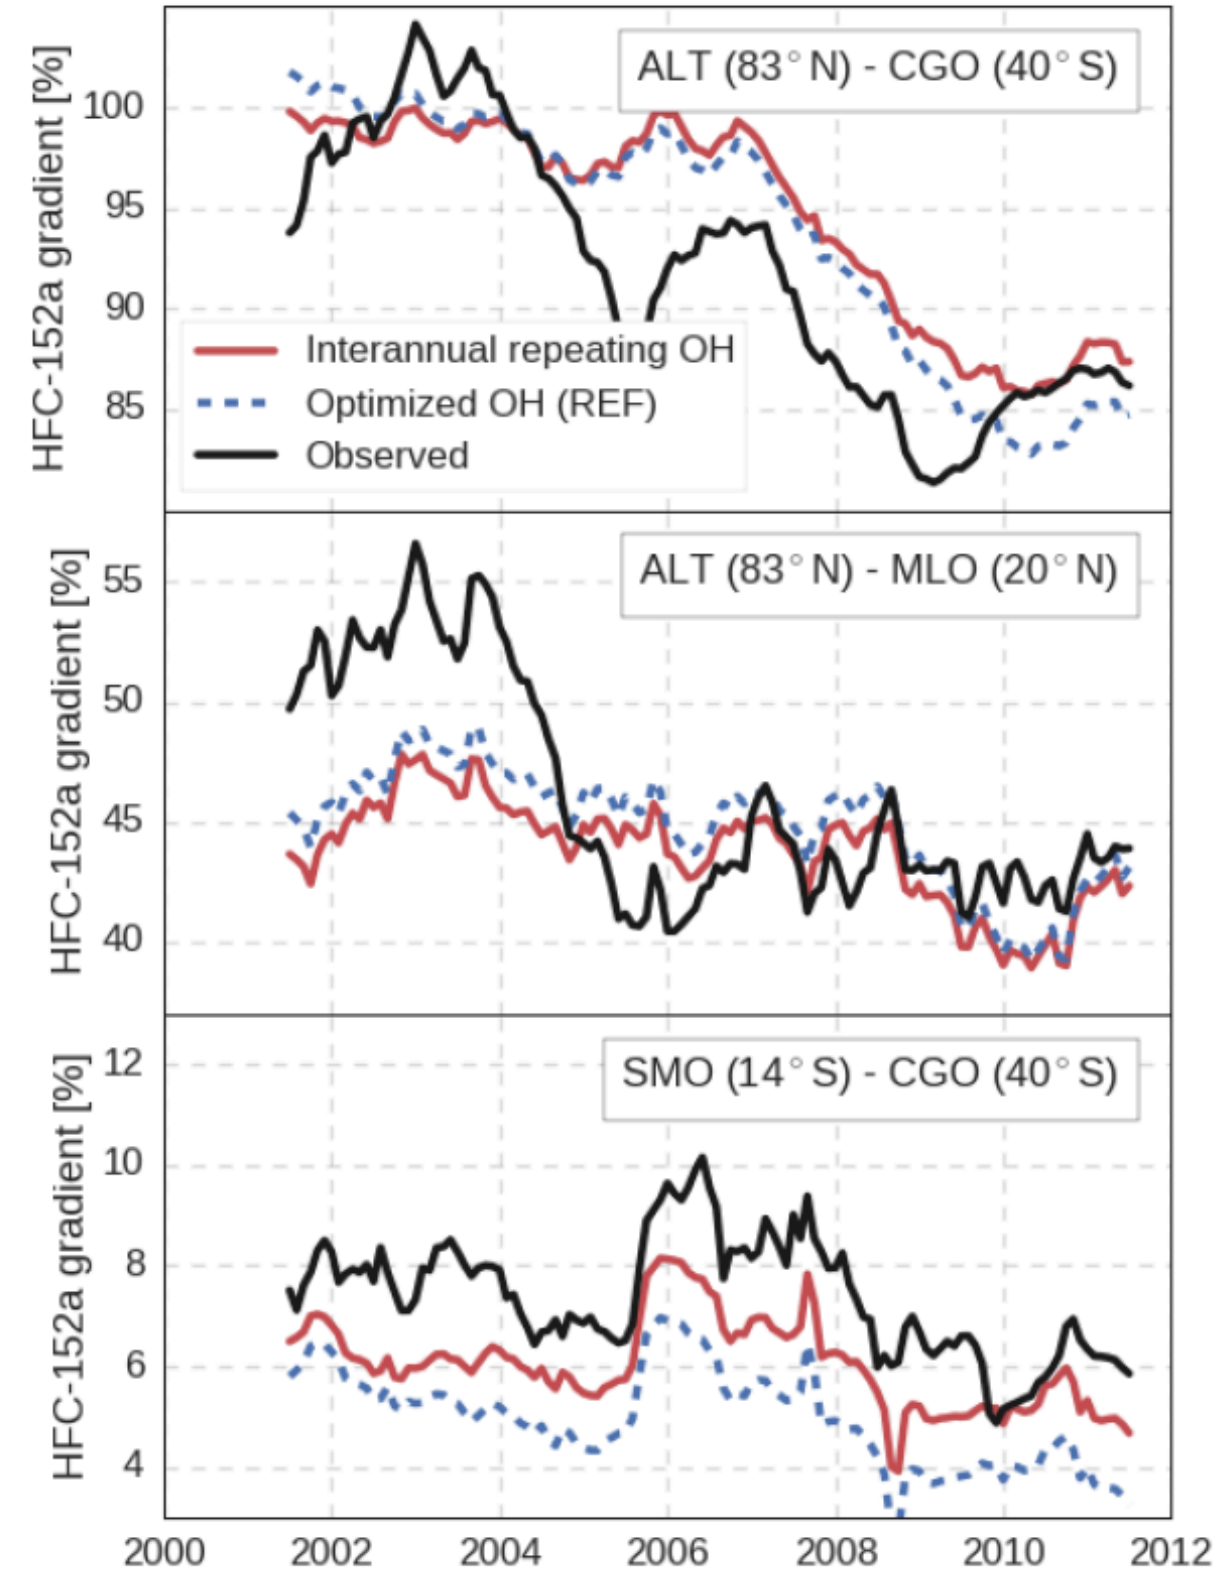 HFC-152a gradient [%]
100
95
90
85
ALT (83°N) - CGO (40°S)
Interannual repeating OH
Optimized OH (REF)
Observed
HFC-152a gradient [%]
55
50
45
40
ALT (83°N) - MLO (20°N)
HFC-152a gradient [%]
12
10
8
6
4
SMO (14°S) - CGO (40°S)
2000 2002 2004 2006 2008 2010 2012